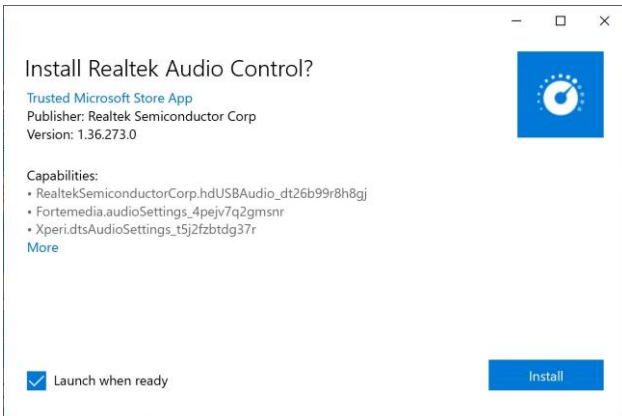 Install Realtek Audio Control?
Trusted Microsoft Store App
Publisher: Realtek Semiconductor Corp
Version: 1.36.273.0
Capabilities:
• RealtekSemiconductorCorp.hdUSBAudio_dt26b99r8h8gj
• Fortemedia.audioSettings_4pejv7q2gmsnr
• Xperi.dtsAudioSettings_t5j2fzbtdg37r
More
Launch when ready
Install